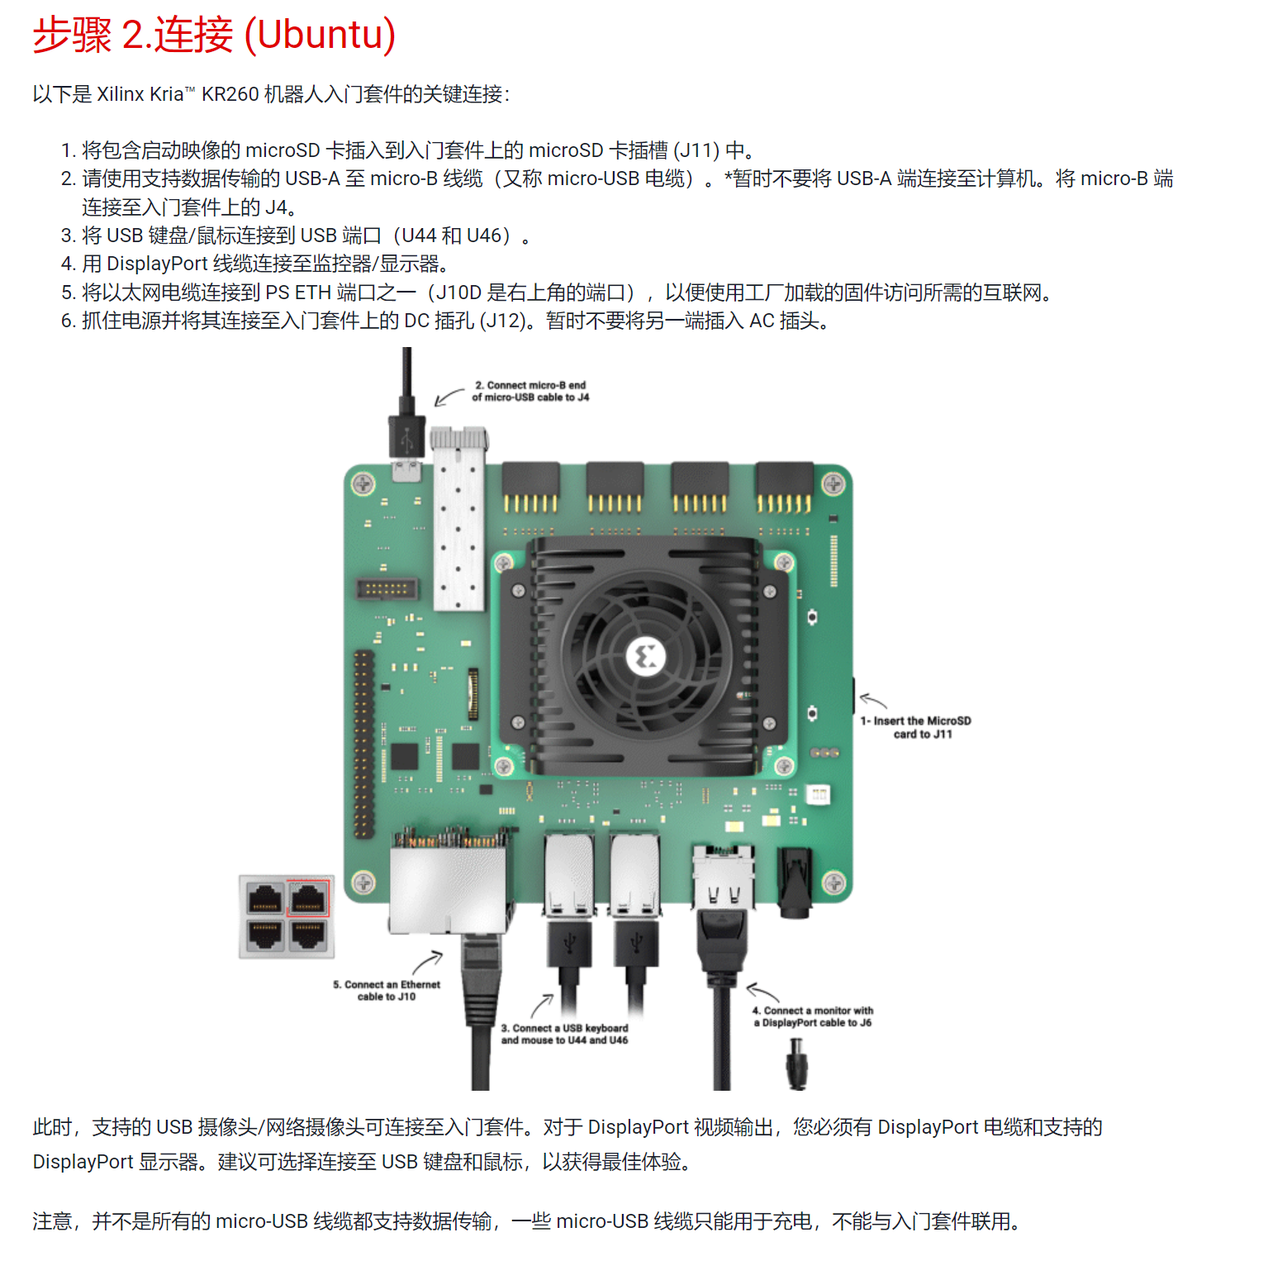 步骤 2.连接 (Ubuntu)
以下是 Xilinx Kria™ KR260 机器人入门套件的关键连接：
1. 将包含启动映像的 microSD 卡插入到入门套件上的 microSD 卡插槽 (J11) 中。
2. 请使用支持数据传输的 USB-A 至 micro-B 线缆（又称 micro-USB 电缆）。*暂时不要将 USB-A 端连接至计算机。将 micro-B 端
连接至入门套件上的 J4。
3. 将 USB 键盘/鼠标连接到 USB 端口（U44 和 U46）。
4. 用 DisplayPort 线缆连接至监控器/显示器。
5. 将以太网电缆连接到 PS ETH 端口之一（J10D 是右上角的端口），以便使用工厂加载的固件访问所需的互联网。
6. 抓住电源并将其连接至入门套件上的 DC 插孔 (J12)。暂时不要将另一端插入 AC 插头。
2. Connect micro-B end
of micro-USB cable to J4
1- Insert the MicroSD
card to J11
5. Connect an Ethernet
cable to J10
3. Connect a USB keyboard
and mouse to U44 and U46
4. Connect a monitor with
a DisplayPort cable to J6
此时，支持的 USB 摄像头/网络摄像头可连接至入门套件。对于 DisplayPort 视频输出，您必须有 DisplayPort 电缆和支持的
DisplayPort 显示器。建议可选择连接至 USB 键盘和鼠标，以获得最佳体验。
注意，并不是所有的 micro-USB 线缆都支持数据传输，一些 micro-USB 线缆只能用于充电，不能与入门套件联用。